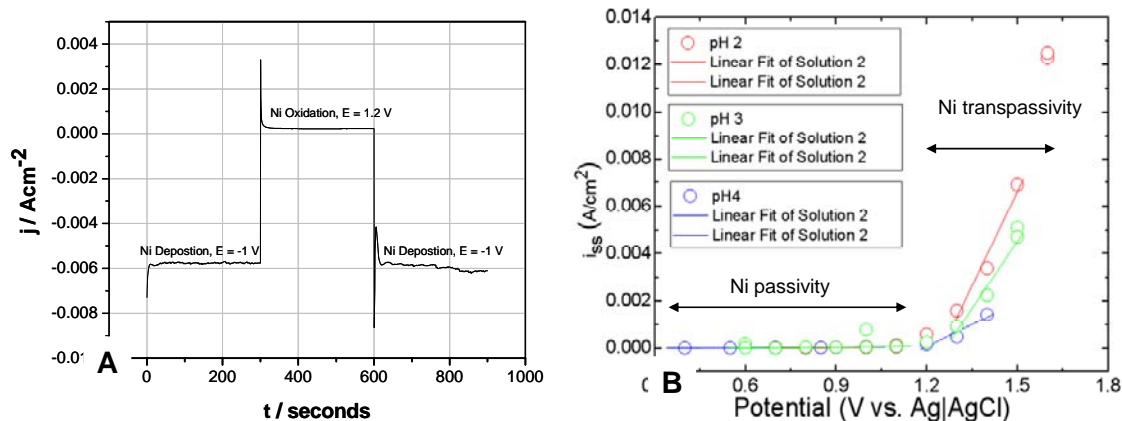 A
0.004
0.002
0.000
-0.002
-0.004
-0.006
-0.008
-0.0
j / Acm-2
Ni Oxidation, E = 1.2 V
Ni Depostion, E = -1 V
Ni Depostion, E = -1 V
0
200
400
600
800
1000
t / seconds
B
0.014
0.012
0.010
0.008
0.006
0.004
0.002
0.000
iss (A/cm2)
pH 2
Linear Fit of Solution 2
Linear Fit of Solution 2
pH 3
Linear Fit of Solution 2
Linear Fit of Solution 2
pH4
Linear Fit of Solution 2
Linear Fit of Solution 2
Ni transpassivity
Ni passivity
0.6
0.9
1.2
1.5
1.8
Potential (V vs. Ag|AgCl)